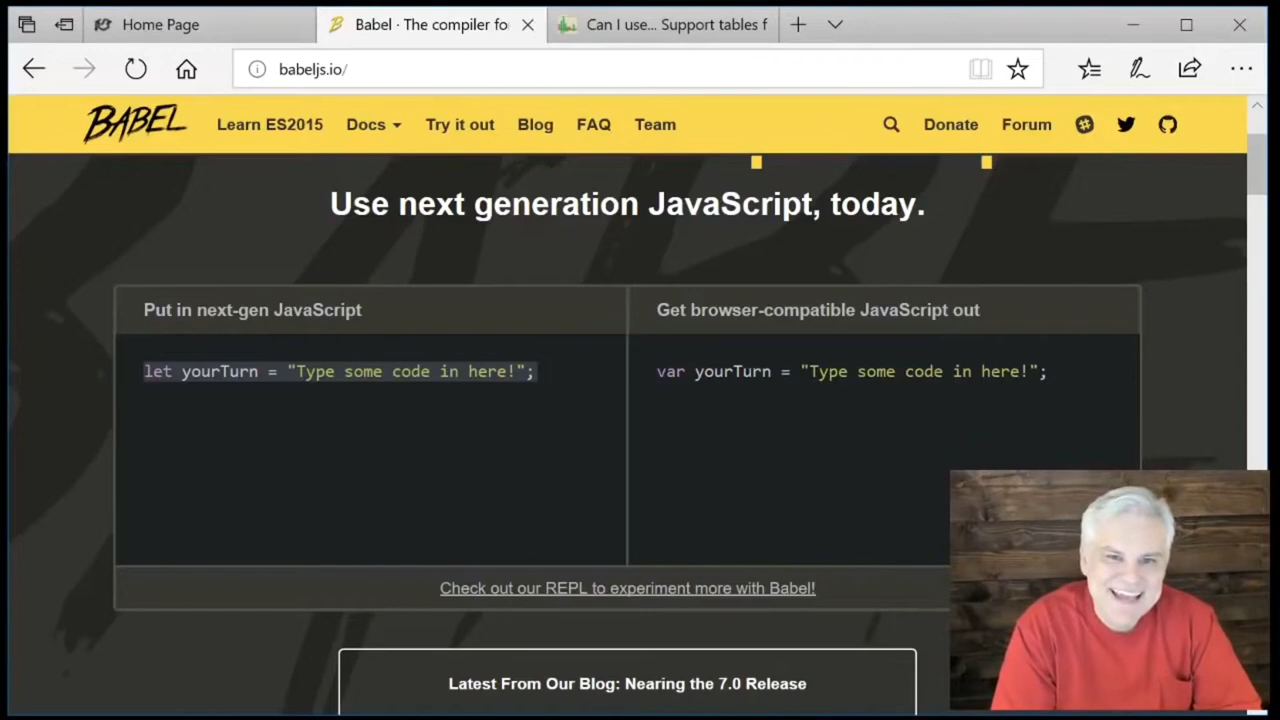 Home Page
Babel · The compiler fo
Can I use... Support tables f
babeljs.io/
BABEL Learn ES2015 Docs Try it out Blog FAQ Team Donate Forum
Use next generation JavaScript, today.
Put in next-gen JavaScript
Get browser-compatible JavaScript out
let yourTurn = "Type some code in here!";
var yourTurn = "Type some code in here!";
Check out our REPL to experiment more with Babel!
Latest From Our Blog: Nearing the 7.0 Release